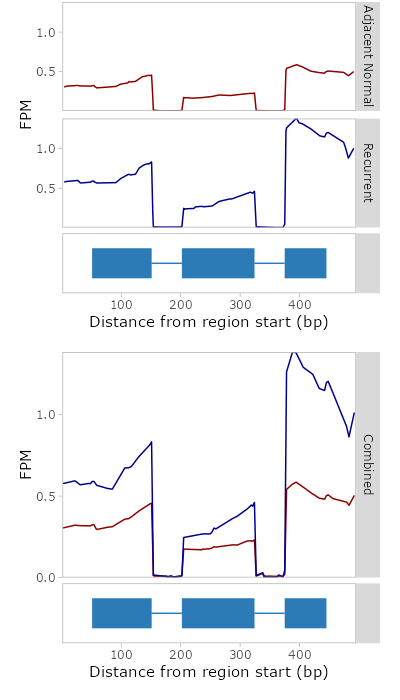 Adjacent Normal
1.0
0.5
FPM
Recurrent
1.0
0.5
100 200 300 400
Distance from region start (bp)
Combined
1.0
FPM
0.5
0.0
100 200 300 400
Distance from region start (bp)